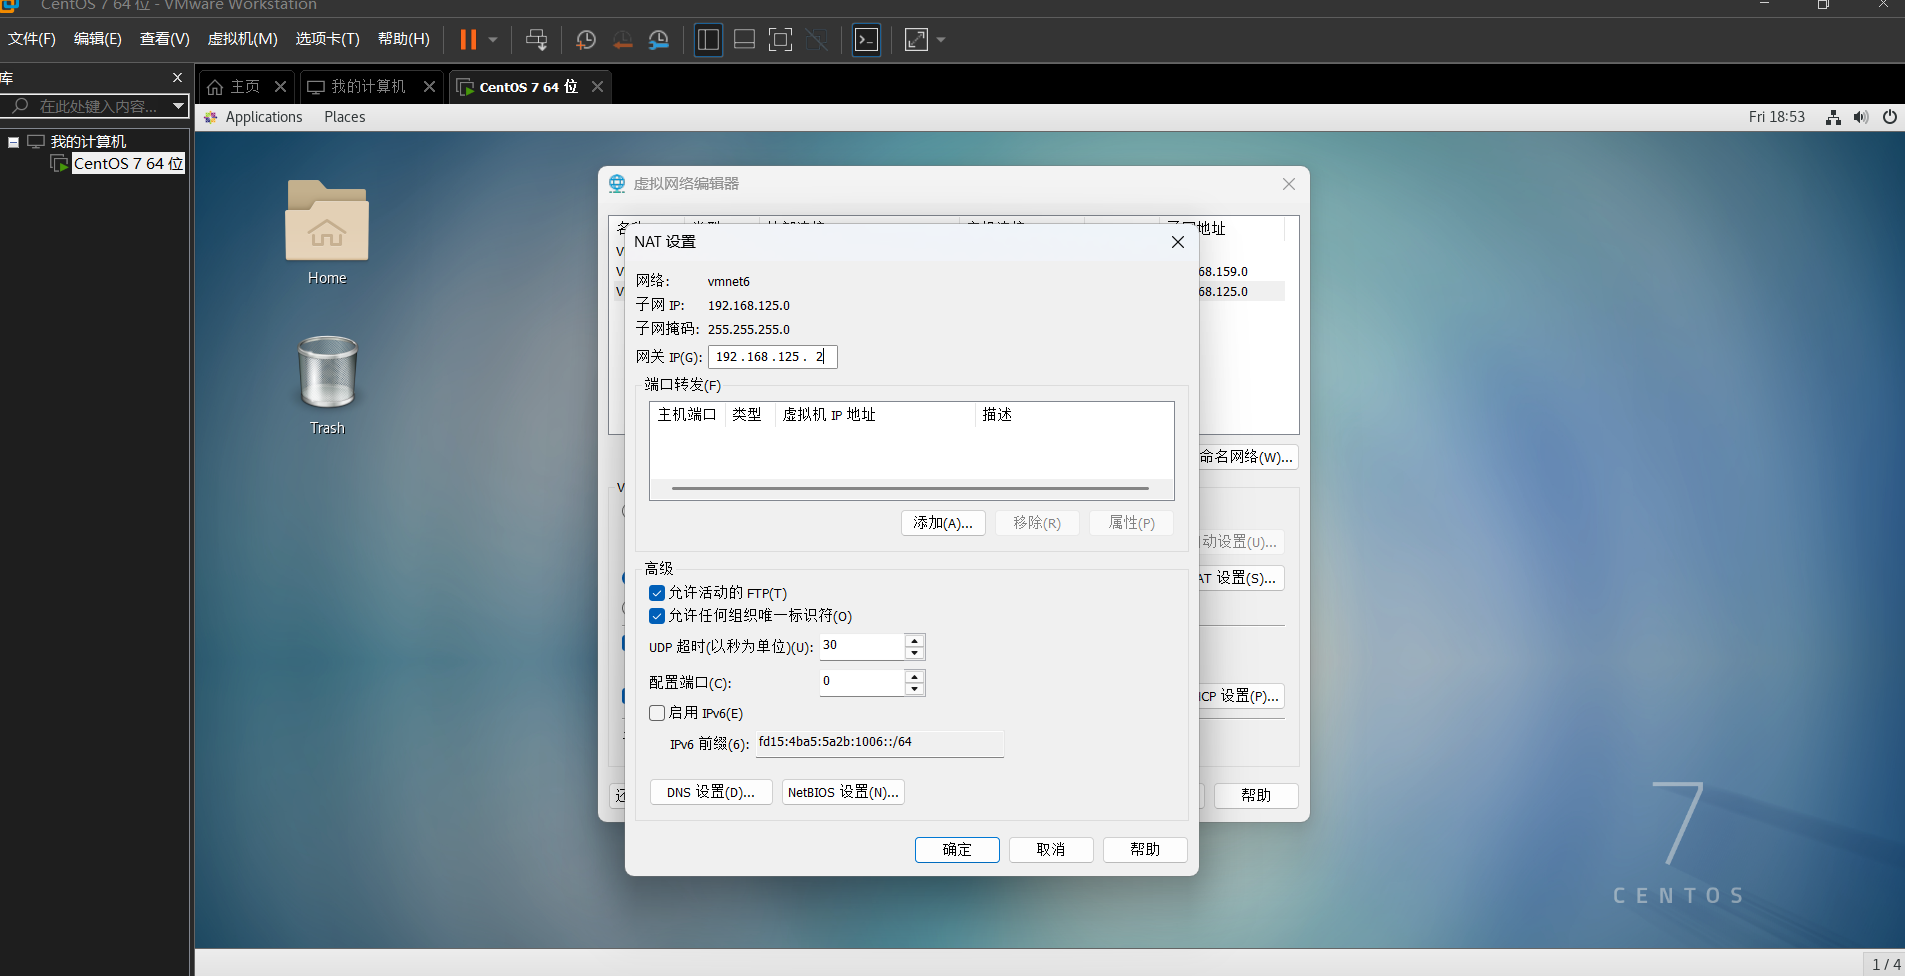 CentOS 7 64 位 - VMware Workstation
文件(F) 编辑(E) 查看(V) 虚拟机(M) 选项卡(T) 帮助(H)
库
在此处键入内容...
我的计算机
CentOS 7 64 位
主页 我的计算机 CentOS 7 64 位
Applications Places Fri 18:53
Home
Trash
虚拟网络编辑器
地址
68.159.0
68.125.0
命名网络(W)...
动设置(U)...
AT 设置(S)...
CP 设置(P)...
帮助
NAT 设置
网络: vmnet6
子网 IP: 192.168.125.0
子网掩码: 255.255.255.0
网关 IP(G): 192 . 168 . 125 . 2
端口转发(F)
主机端口 类型 虚拟机 IP 地址 描述
添加(A)... 移除(R) 属性(P)
高级
允许活动的 FTP(T)
允许任何组织唯一标识符(O)
UDP 超时(以秒为单位)(U): 30
配置端口(C): 0
启用 IPv6(E)
IPv6 前缀(6): fd15:4ba5:5a2b:1006::/64
DNS 设置(D)... NetBIOS 设置(N)...
确定 取消 帮助
7
CENTOS
1 / 4